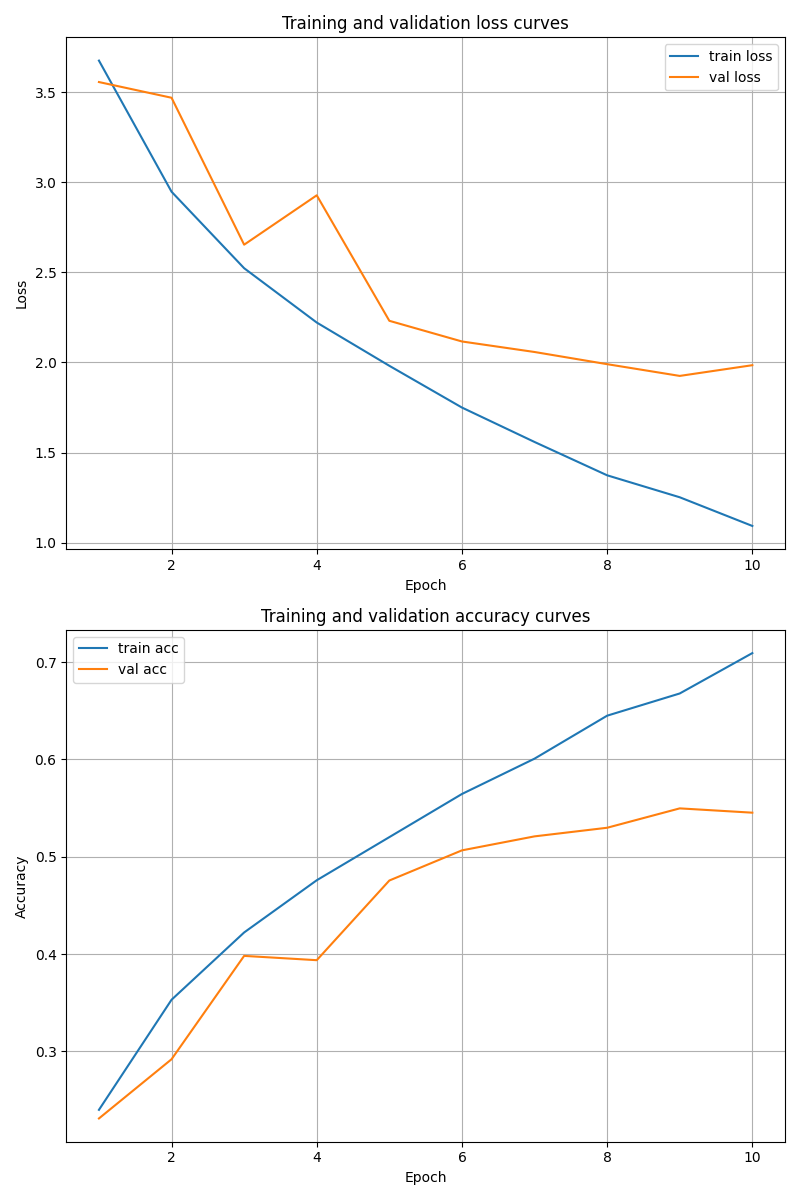 Training and validation loss curves
train loss
val loss
3.5
3.0
2.5
2.0
1.5
1.0
Loss
2 4 6 8 10
Epoch
Training and validation accuracy curves
train acc
val acc
0.7
0.6
0.5
0.4
0.3
Accuracy
2 4 6 8 10
Epoch